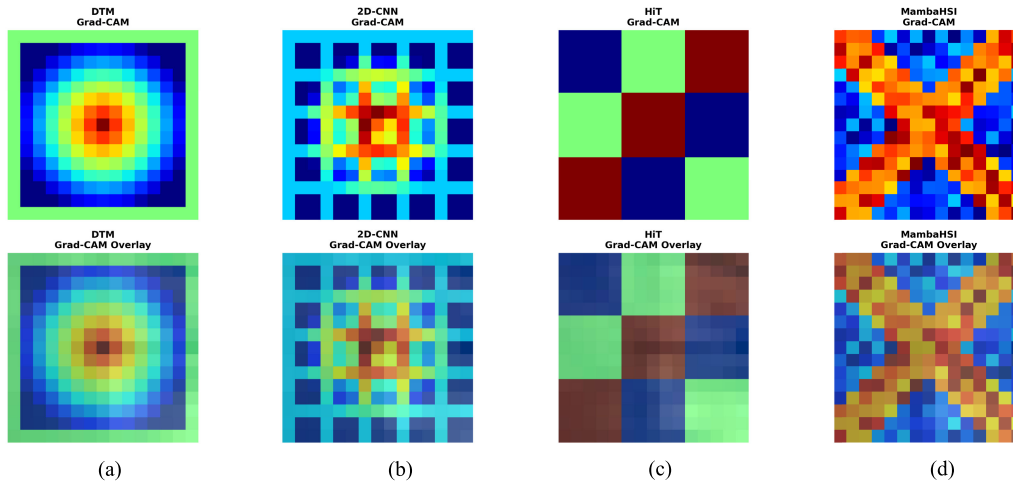 DTM
Grad-CAM
2D-CNN
Grad-CAM
HiT
Grad-CAM
MambaHSI
Grad-CAM
DTM
Grad-CAM Overlay
2D-CNN
Grad-CAM Overlay
HiT
Grad-CAM Overlay
MambaHSI
Grad-CAM Overlay
(a)
(b)
(c)
(d)